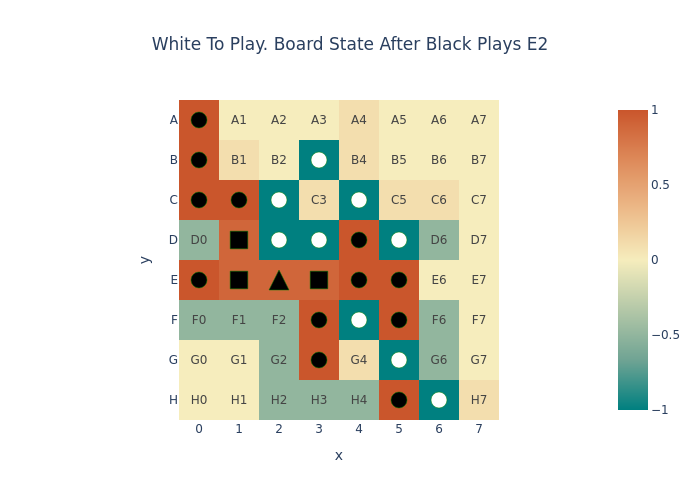 White To Play. Board State After Black Plays E2
A A1 A2 A3 A4 A5 A6 A7
B B1 B2 B4 B5 B6 B7
C C3 C5 C6 C7
D D0 D6 D7
E E6 E7
F F0 F1 F2 F6 F7
G G0 G1 G2 G4 G6 G7
H H0 H1 H2 H3 H4 H7
0 1 2 3 4 5 6 7
x
y
1
0.5
0
−0.5
−1